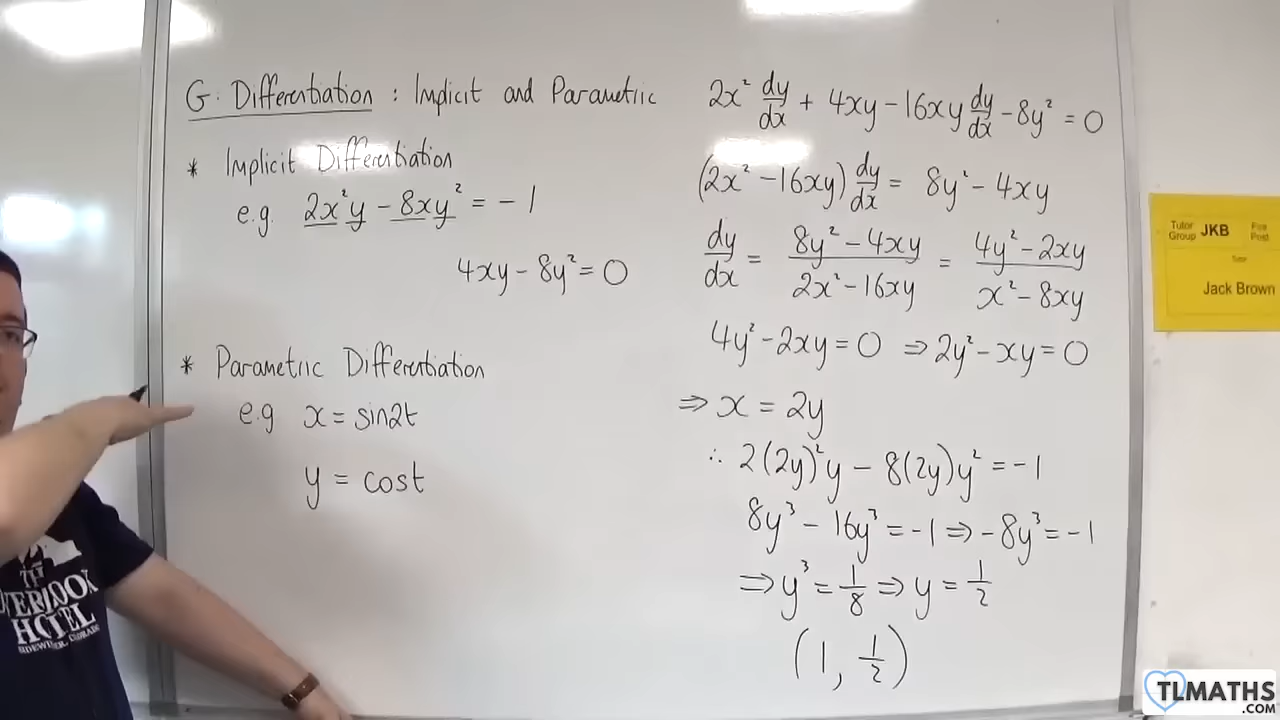 G: Differentiation : Implicit and Parametric
* Implicit Differentiation
e.g. 2x²y - 8xy² = -1
4xy - 8y² = 0
* Parametric Differentiation
e.g x = sin2t
y = cost
2x² dy/dx + 4xy - 16xy dy/dx - 8y² = 0
(2x² - 16xy) dy/dx = 8y² - 4xy
dy/dx = (8y² - 4xy)/(2x² - 16xy) = (4y² - 2xy)/(x² - 8xy)
4y² - 2xy = 0 ⇒ 2y² - xy = 0
⇒ x = 2y
∴ 2(2y)²y - 8(2y)y² = -1
8y³ - 16y³ = -1 ⇒ -8y³ = -1
⇒ y³ = 1/8 ⇒ y = 1/2
(1, 1/2)
Tutor Group JKB
Tutor
Jack Brown
HOTEL
TLMATHS
.COM